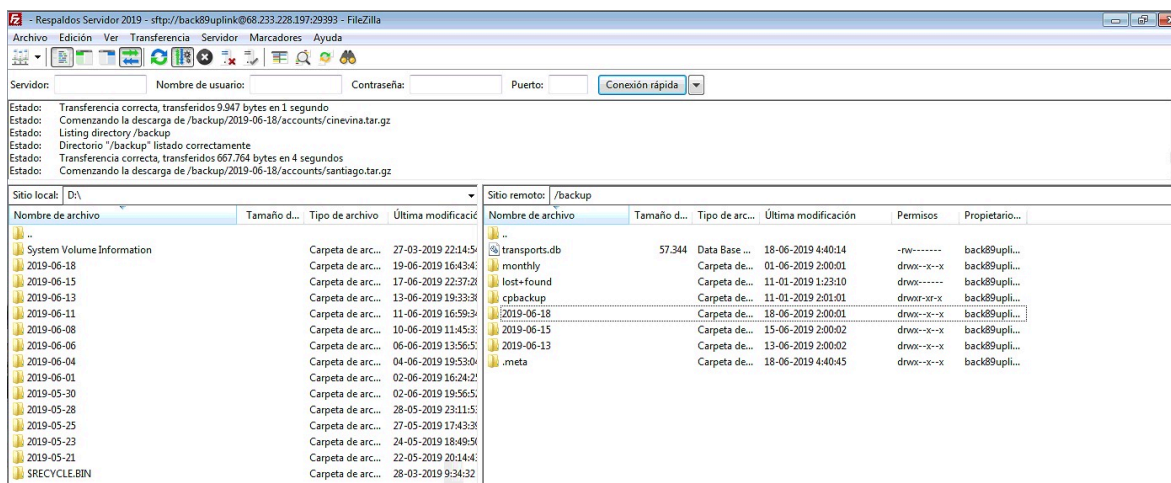 - Respaldos Servidor 2019 - sftp://back89uplink@68.233.228.197:29393 - FileZilla
Archivo Edición Ver Transferencia Servidor Marcadores Ayuda
Servidor: Nombre de usuario: Contraseña: Puerto: Conexión rápida
Estado: Transferencia correcta, transferidos 9.947 bytes en 1 segundo
Estado: Comenzando la descarga de /backup/2019-06-18/accounts/cinevina.tar.gz
Estado: Listing directory /backup
Estado: Directorio "/backup" listado correctamente
Estado: Transferencia correcta, transferidos 667.764 bytes en 4 segundos
Estado: Comenzando la descarga de /backup/2019-06-18/accounts/santiago.tar.gz
Sitio local: D:\
Nombre de archivo Tamaño d... Tipo de archivo Última modificació
..
System Volume Information Carpeta de arc... 27-03-2019 22:14:5
2019-06-18 Carpeta de arc... 19-06-2019 16:43:4
2019-06-15 Carpeta de arc... 17-06-2019 22:37:2
2019-06-13 Carpeta de arc... 13-06-2019 19:33:3
2019-06-11 Carpeta de arc... 11-06-2019 16:59:3
2019-06-08 Carpeta de arc... 10-06-2019 11:45:3
2019-06-06 Carpeta de arc... 06-06-2019 13:56:5
2019-06-04 Carpeta de arc... 04-06-2019 19:53:0
2019-06-01 Carpeta de arc... 02-06-2019 16:24:2
2019-05-30 Carpeta de arc... 02-06-2019 19:56:5
2019-05-28 Carpeta de arc... 28-05-2019 23:11:5
2019-05-25 Carpeta de arc... 27-05-2019 17:43:3
2019-05-23 Carpeta de arc... 24-05-2019 18:49:5
2019-05-21 Carpeta de arc... 22-05-2019 20:14:4
$RECYCLE.BIN Carpeta de arc... 28-03-2019 9:34:32
Sitio remoto: /backup
Nombre de archivo Tamaño d... Tipo de arc... Última modificación Permisos Propietario...
..
transports.db 57.344 Data Base ... 18-06-2019 4:40:14 -rw------- back89upli...
monthly Carpeta de... 01-06-2019 2:00:01 drwx--x--x back89upli...
lost+found Carpeta de... 11-01-2019 1:23:10 drwx------ back89upli...
cpbackup Carpeta de... 11-01-2019 2:01:01 drwxr-xr-x back89upli...
2019-06-18 Carpeta de... 18-06-2019 2:00:01 drwx--x--x back89upli...
2019-06-15 Carpeta de... 15-06-2019 2:00:02 drwx--x--x back89upli...
2019-06-13 Carpeta de... 13-06-2019 2:00:02 drwx--x--x back89upli...
.meta Carpeta de... 18-06-2019 4:40:45 drwx--x--x back89upli...